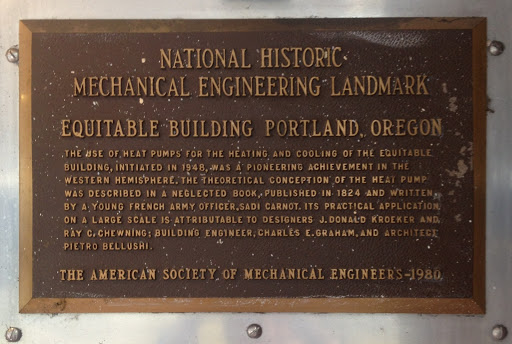 NATIONAL HISTORIC
MECHANICAL ENGINEERING LANDMARK
EQUITABLE BUILDING PORTLAND, OREGON
THE USE OF HEAT PUMPS FOR THE HEATING AND COOLING OF THE EQUITABLE
BUILDING, INITIATED IN 1948, WAS A PIONEERING ACHIEVEMENT IN THE
WESTERN HEMISPHERE. THE THEORETICAL CONCEPTION OF THE HEAT PUMP
WAS DESCRIBED IN A NEGLECTED BOOK, PUBLISHED IN 1824 AND WRITTEN
BY A YOUNG FRENCH ARMY OFFICER, SADI CARNOT. ITS PRACTICAL APPLICATION
ON A LARGE SCALE IS ATTRIBUTABLE TO DESIGNERS J. DONALD KROEKER AND
RAY C. CHEWNING; BUILDING ENGINEER, CHARLES E. GRAHAM, AND ARCHITECT
PIETRO BELLUSHI.
THE AMERICAN SOCIETY OF MECHANICAL ENGINEERS-1980